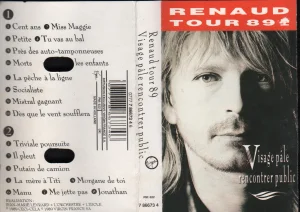 1
Cent ans Miss Maggie
Petite Tu vas au bal
Près des auto-tamponneuses
Morts les enfants
La pêche à la ligne
Socialiste
Mistral gagnant
Dès que le vent soufflera
2
Triviale poursuite
Il pleut
Putain de camion
La mère à Titi Morgane de toi
Manu Me jette pas Jonathan
Renaud tour 89
Visage pâle rencontrer public
RENAUD
TOUR 89
Visage pâle
rencontrer public